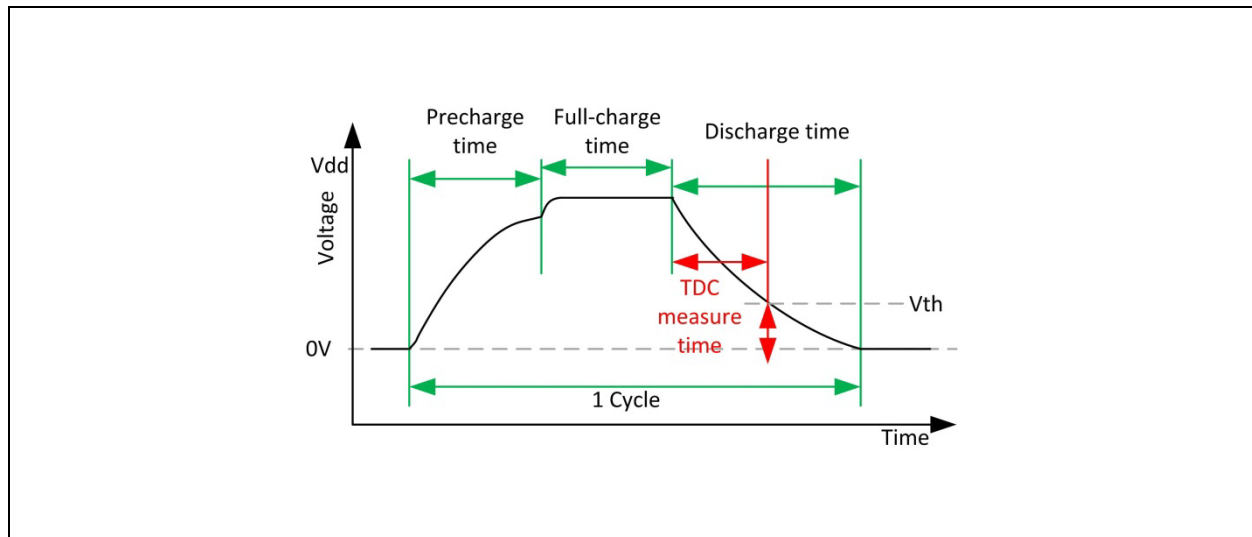 Precharge
time
Full-charge
time
Discharge time
Vdd
Voltage
TDC
measure
time
Vth
0V
1 Cycle
Time